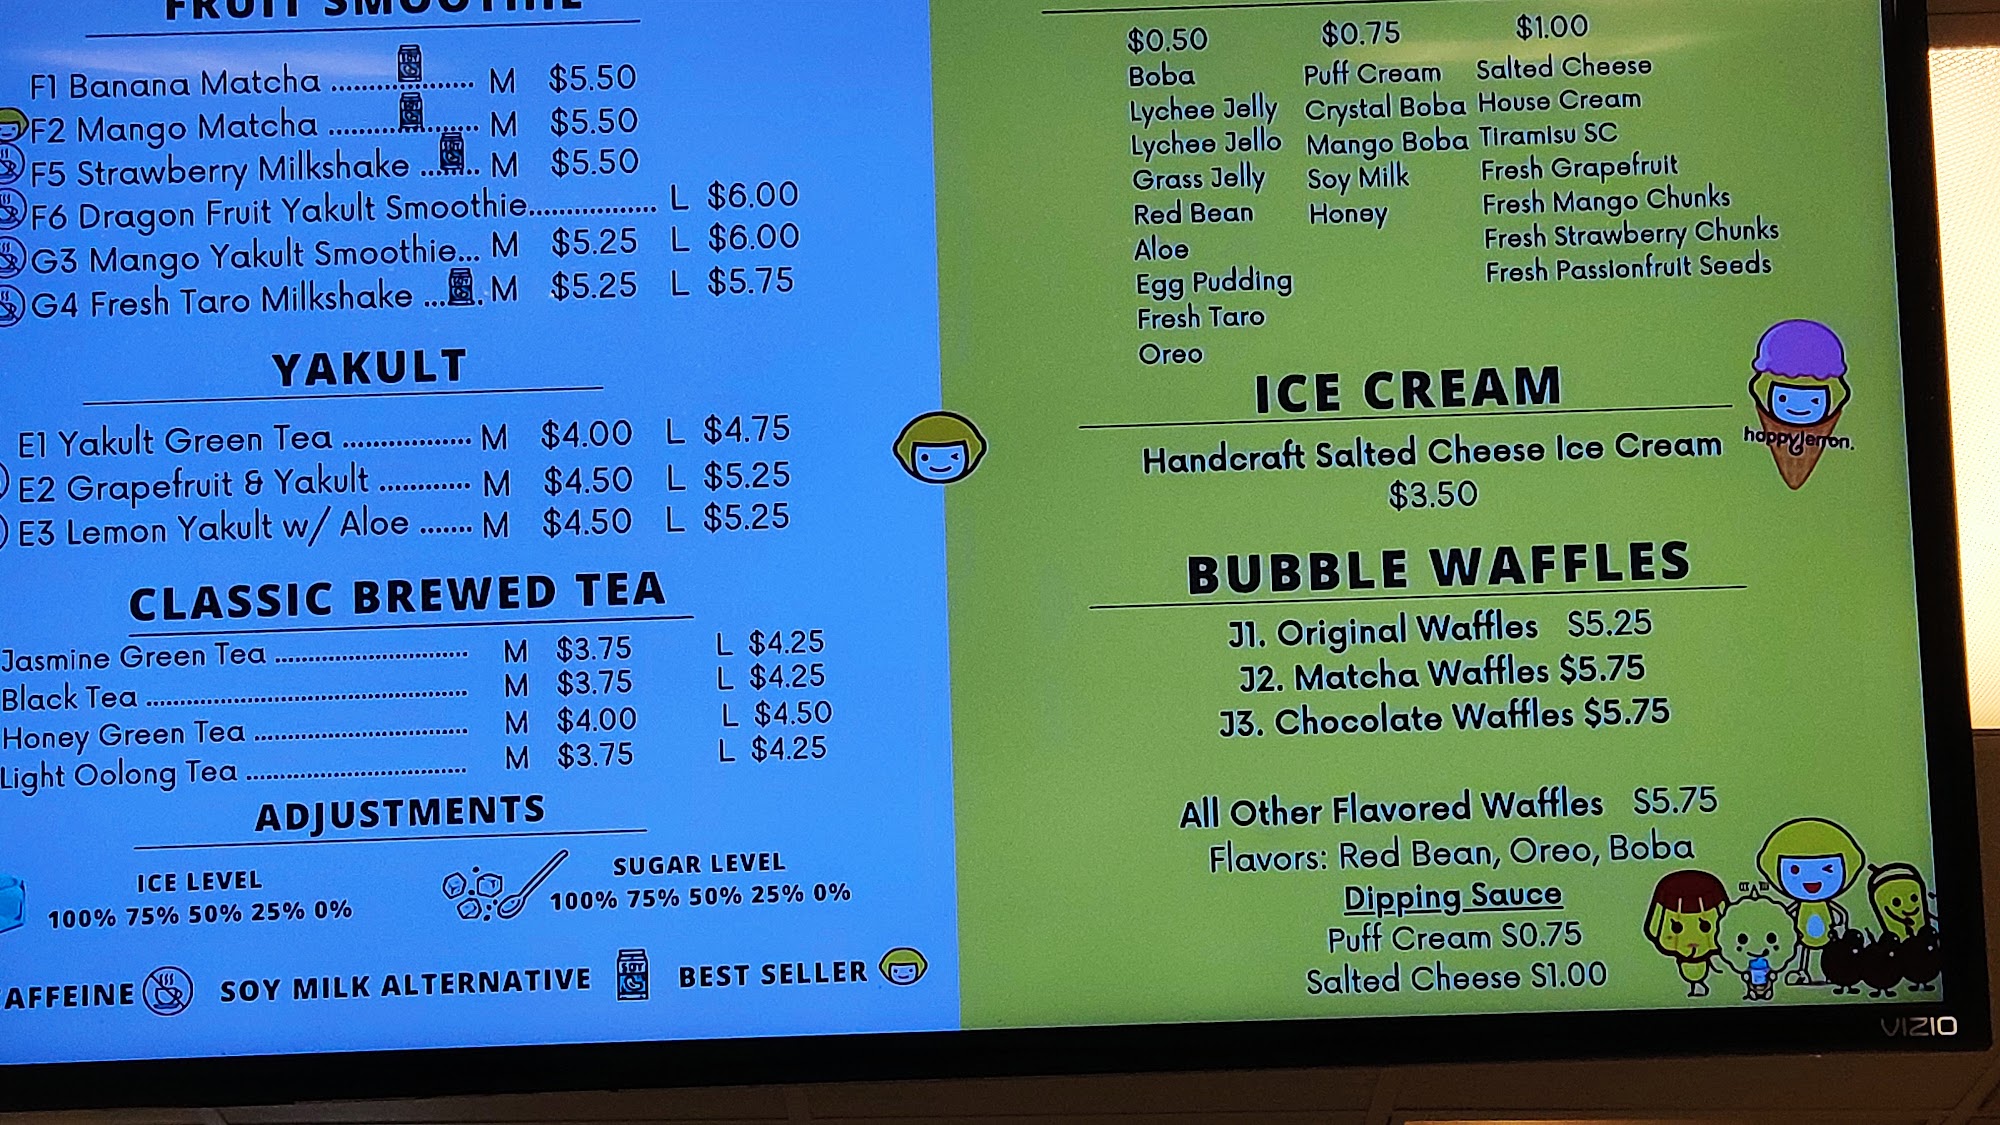 FRUIT SMOOTHIE
F1 Banana Matcha .................... M $5.50
F2 Mango Matcha ..................... M $5.50
F5 Strawberry Milkshake ........ M $5.50
F6 Dragon Fruit Yakult Smoothie................. L $6.00
G3 Mango Yakult Smoothie... M $5.25 L $6.00
G4 Fresh Taro Milkshake ....... M $5.25 L $5.75
YAKULT
E1 Yakult Green Tea ................. M $4.00 L $4.75
E2 Grapefruit & Yakult ............ M $4.50 L $5.25
E3 Lemon Yakult w/ Aloe ....... M $4.50 L $5.25
CLASSIC BREWED TEA
Jasmine Green Tea ................................ M $3.75 L $4.25
Black Tea ..................................................... M $3.75 L $4.25
Honey Green Tea ................................... M $4.00 L $4.50
Light Oolong Tea .................................... M $3.75 L $4.25
ADJUSTMENTS
ICE LEVEL
100% 75% 50% 25% 0%
SUGAR LEVEL
100% 75% 50% 25% 0%
AFFEINE
SOY MILK ALTERNATIVE
SOY
BEST SELLER
$0.50
Boba
Lychee Jelly
Lychee Jello
Grass Jelly
Red Bean
Aloe
Egg Pudding
Fresh Taro
Oreo
$0.75
Puff Cream
Crystal Boba
Mango Boba
Soy Milk
Honey
$1.00
Salted Cheese
House Cream
Tiramisu SC
Fresh Grapefruit
Fresh Mango Chunks
Fresh Strawberry Chunks
Fresh Passionfruit Seeds
ICE CREAM
happylemon.
Handcraft Salted Cheese Ice Cream
$3.50
BUBBLE WAFFLES
J1. Original Waffles S5.25
J2. Matcha Waffles $5.75
J3. Chocolate Waffles $5.75
All Other Flavored Waffles S5.75
Flavors: Red Bean, Oreo, Boba
Dipping Sauce
Puff Cream S0.75
Salted Cheese S1.00
VIZIO